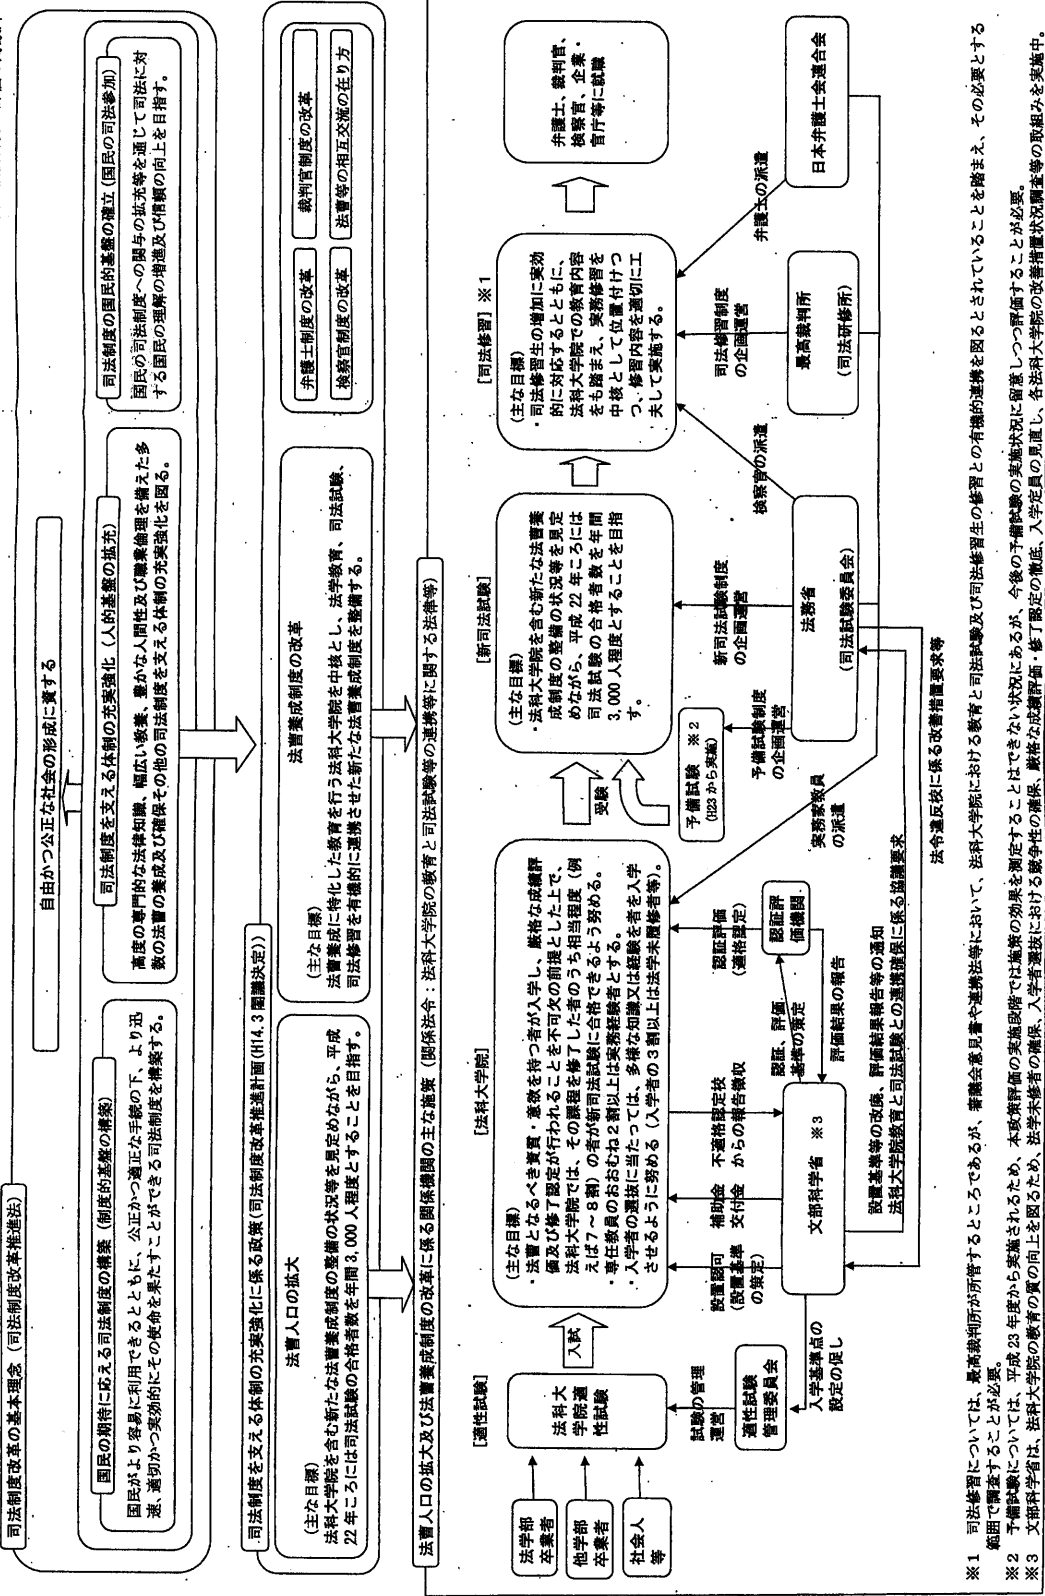 司法制度改革の基本理念（司法制度改革推進法）
自由かつ公正な社会の形成に資する
国民の期待に応える司法制度の構築（制度的基盤の構築）
国民がより容易に利用できるとともに、公正かつ適正な手続の下、より迅
速、適切かつ実効的にその使命を果たすことができる司法制度を構築する。
司法制度を支える体制の充実強化（人的基盤の拡充）
高度の専門的な法律知識、幅広い教養、豊かな人間性及び職業倫理を備えた多
数の法曹の養成及び確保その他の司法制度を支える体制の充実強化を図る。
司法制度の国民的基盤の確立（国民の司法参加）
国民の司法制度への関与の拡充等を通じて司法に対
する国民の理解の増進及び信頼の向上を目指す。
司法制度を支える体制の充実強化に係る政策（司法制度改革推進計画（H14.3閣議決定））
法曹人口の拡大
（主な目標）
法科大学院を含む新たな法曹養成制度の整備の状況等を見定めながら、平成
22年ころには司法試験の合格者数を年間3,000人程度とすることを目指す。
法曹養成制度の改革
（主な目標）
法曹養成に特化した教育を行う法科大学院を中核とし、法学教育、司法試験、
司法修習を有機的に連携させた新たな法曹養成制度を整備する。
弁護士制度の改革
裁判官制度の改革
検察官制度の改革
法曹等の相互交流の在り方
法曹人口の拡大及び法曹養成制度の改革に係る関係機関の主な施策（関係法令：法科大学院の教育と司法試験等の連携等に関する法律等）
［適性試験］
法学部
卒業者
他学部
卒業者
社会人
等
法科大
学院適
性試験
試験の管理
運営
適性試験
管理委員会
入学基準点の
設定の促し
入試
［法科大学院］
（主な目標）
・法曹となるべき資質・意欲を持つ者が入学し、厳格な成績評
価及び修了認定が行われることを不可欠の前提とした上で、
法科大学院では、その課程を修了した者のうち相当程度（例
えば７～８割）の者が新司法試験に合格できるよう努める。
・専任教員のおおむね２割以上は実務経験者とする。
・入学者の選抜に当たっては、多様な知識又は経験を者を入学
させるように努める（入学者の３割以上は法学未履修者等）。
設置認可
（設置基準
の策定）
補助金
交付金
不適格認定校
からの報告徴収
認証評価
（適格認定）
認証、評価
基準の策定
認証評
価機関
評価結果の報告
文部科学省　※3
設置基準等の改廃、評価結果報告等の通知
法科大学院教育と司法試験との連携確保に係る協議要求
法令違反校に係る改善措置要求等
受験
予備試験　※2
（H23から実施）
予備試験制度
の企画運営
実務家教員
の派遣
［新司法試験］
（主な目標）
・法科大学院を含む新たな法曹養
成制度の整備の状況等を見定
めながら、平成22年ころには
司法試験の合格者数を年間
3,000人程度とすることを目指
す。
新司法試験制度
の企画運営
法務省
（司法試験委員会）
検察官の派遣
［司法修習］※1
（主な目標）
・司法修習生の増加に実効
的に対応するとともに、
法科大学院での教育内容
をも踏まえ、実務修習を
中核として位置付けつ
つ、修習内容を適切に工
夫して実施する。
司法修習制度
の企画運営
最高裁判所
（司法研修所）
弁護士の派遣
日本弁護士会連合会
弁護士、裁判官、
検察官、企業・
官庁等に就職
※1　司法修習については、最高裁判所が所管するところであるが、審議会意見書や連携法等において、法科大学院における教育と司法試験及び司法修習生の修習との有機的連携を図るとされていることを踏まえ、その必要とする
範囲で調査することが必要。
※2　予備試験については、平成23年度から実施されるため、本政策評価の実施段階では施策の効果を測定することはできない状況にあるが、今後の予備試験の実施状況に留意しつつ評価することが必要。
※3　文部科学省は、法科大学院の教育の質の向上を図るため、法学未修者の確保、入学者選抜における競争性の確保、厳格な成績評価・修了認定の徹底、入学定員の見直し、各法科大学院の改善措置状況調査等の取組みを実施中。